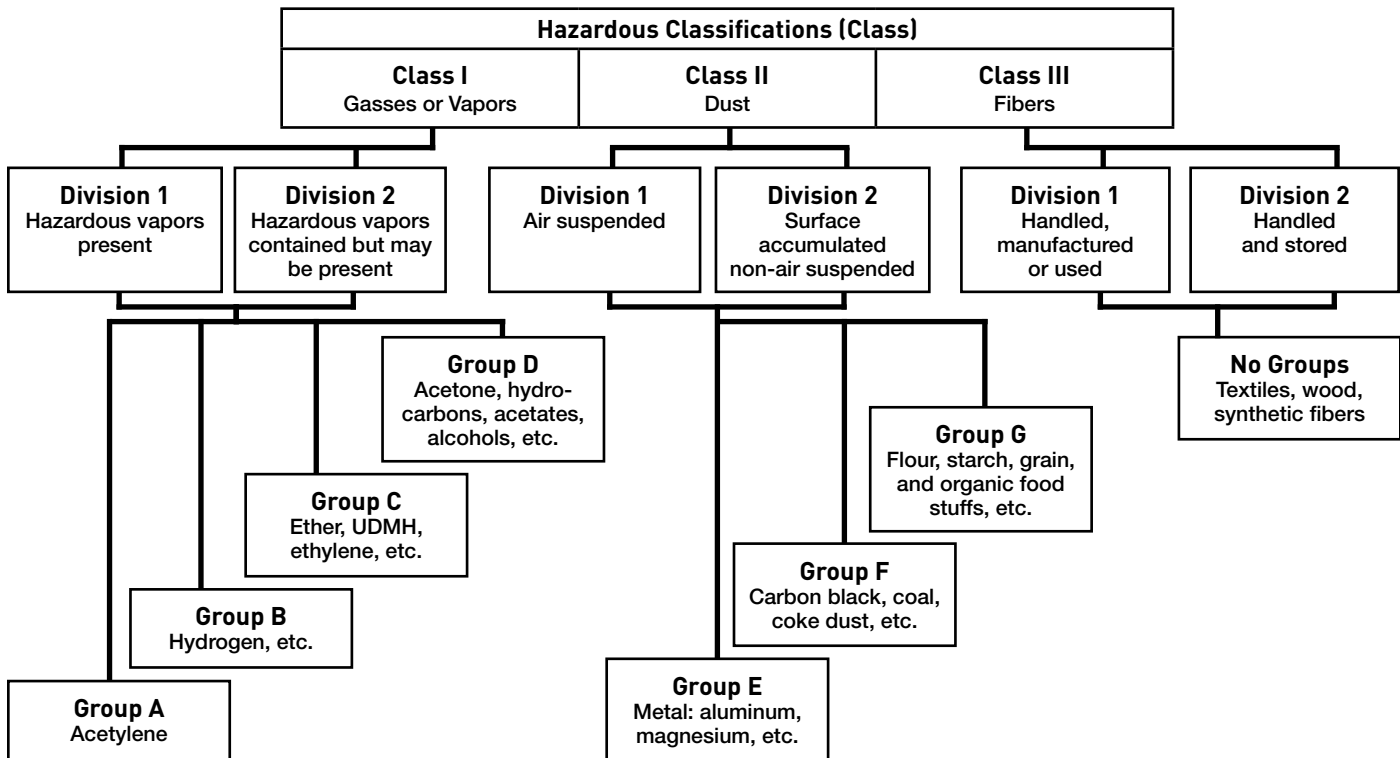 Hazardous Classifications (Class)
Class I
Gasses or Vapors
Class II
Dust
Class III
Fibers
Division 1
Hazardous vapors
present
Division 2
Hazardous vapors
contained but may
be present
Division 1
Air suspended
Division 2
Surface
accumulated
non-air suspended
Division 1
Handled,
manufactured
or used
Division 2
Handled
and stored
Group D
Acetone, hydro-
carbons, acetates,
alcohols, etc.
No Groups
Textiles, wood,
synthetic fibers
Group G
Flour, starch, grain,
and organic food
stuffs, etc.
Group C
Ether, UDMH,
ethylene, etc.
Group F
Carbon black, coal,
coke dust, etc.
Group B
Hydrogen, etc.
Group E
Metal: aluminum,
magnesium, etc.
Group A
Acetylene